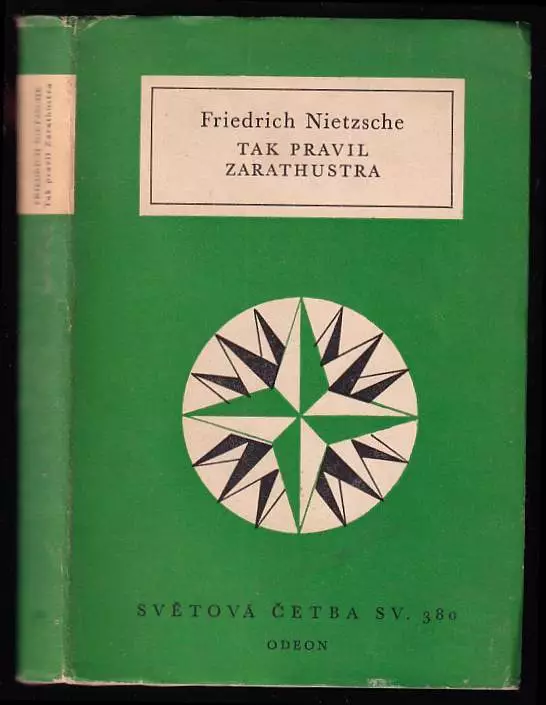 FRIEDRICH NIETZSCHE
Tak pravil Zarathustra
Friedrich Nietzsche
TAK PRAVIL
ZARATHUSTRA
SVĚTOVÁ ČETBA SV. 380
ODEON